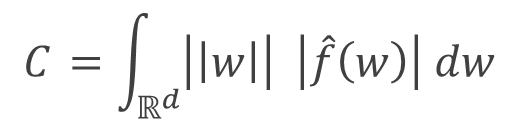 C = ∫_{ℝ^d} ||w|| |f̂(w)| dw